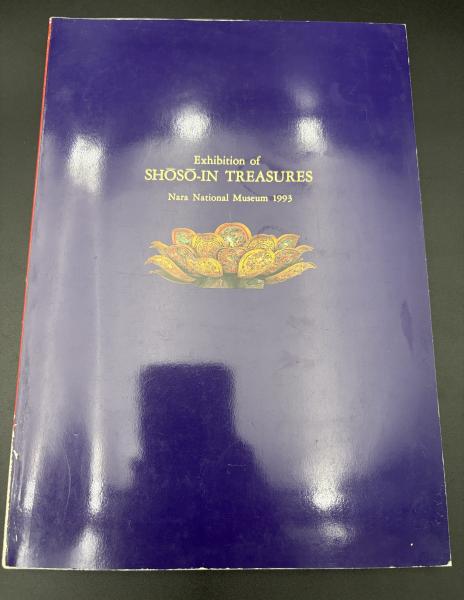 Exhibition of
SHŌSŌ-IN TREASURES
Nara National Museum 1993